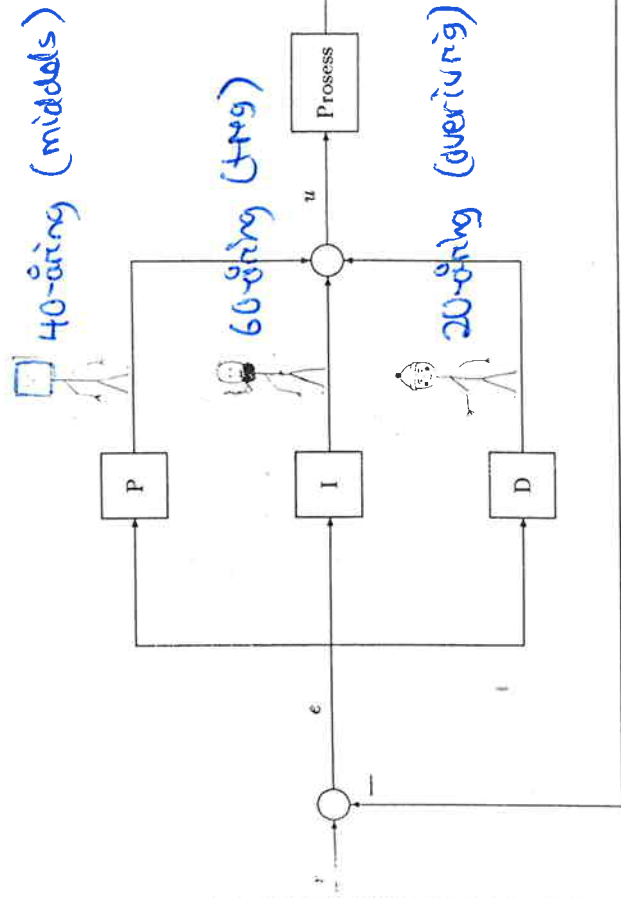 40-åring (middels)
P
60-åring (treg)
r
e
I
u
Prosess
20-åring (overivrig)
D